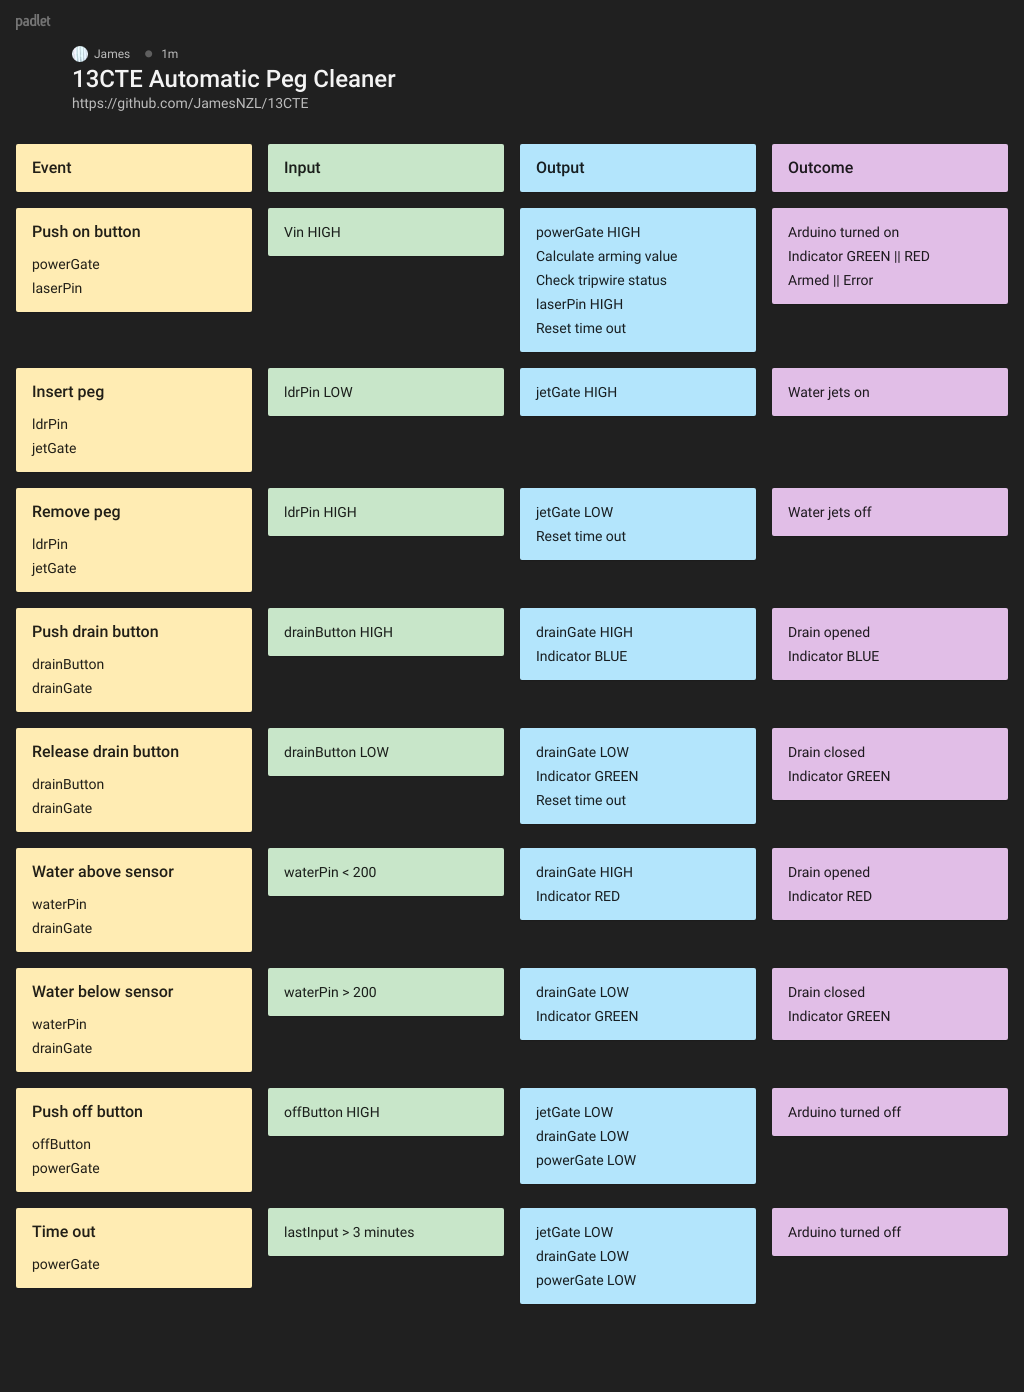 padlet
James 1m
13CTE Automatic Peg Cleaner
https://github.com/JamesNZL/13CTE
Event
Input
Output
Outcome
Push on button
powerGate
laserPin
Vin HIGH
powerGate HIGH
Calculate arming value
Check tripwire status
laserPin HIGH
Reset time out
Arduino turned on
Indicator GREEN || RED
Armed || Error
Insert peg
ldrPin
jetGate
ldrPin LOW
jetGate HIGH
Water jets on
Remove peg
ldrPin
jetGate
ldrPin HIGH
jetGate LOW
Reset time out
Water jets off
Push drain button
drainButton
drainGate
drainButton HIGH
drainGate HIGH
Indicator BLUE
Drain opened
Indicator BLUE
Release drain button
drainButton
drainGate
drainButton LOW
drainGate LOW
Indicator GREEN
Reset time out
Drain closed
Indicator GREEN
Water above sensor
waterPin
drainGate
waterPin < 200
drainGate HIGH
Indicator RED
Drain opened
Indicator RED
Water below sensor
waterPin
drainGate
waterPin > 200
drainGate LOW
Indicator GREEN
Drain closed
Indicator GREEN
Push off button
offButton
powerGate
offButton HIGH
jetGate LOW
drainGate LOW
powerGate LOW
Arduino turned off
Time out
powerGate
lastInput > 3 minutes
jetGate LOW
drainGate LOW
powerGate LOW
Arduino turned off